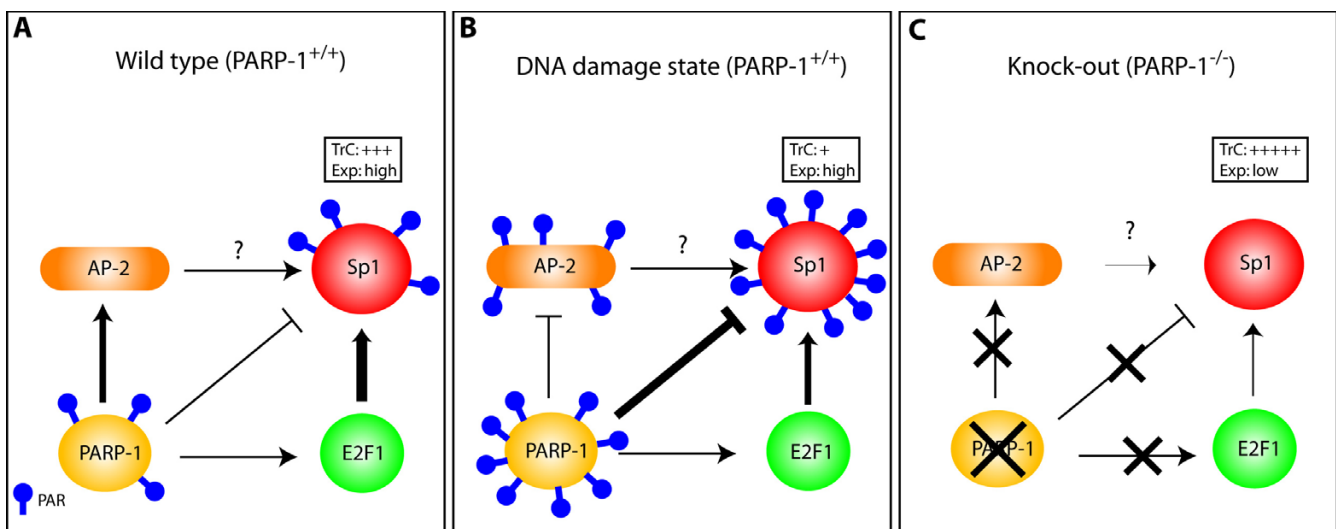 A
Wild type (PARP-1+/+)
TrC: +++
Exp: high
?
AP-2
Sp1
PARP-1
E2F1
PAR
B
DNA damage state (PARP-1+/+)
TrC: +
Exp: high
?
AP-2
Sp1
PARP-1
E2F1
C
Knock-out (PARP-1-/-)
TrC: +++++
Exp: low
?
AP-2
Sp1
PARP-1
E2F1